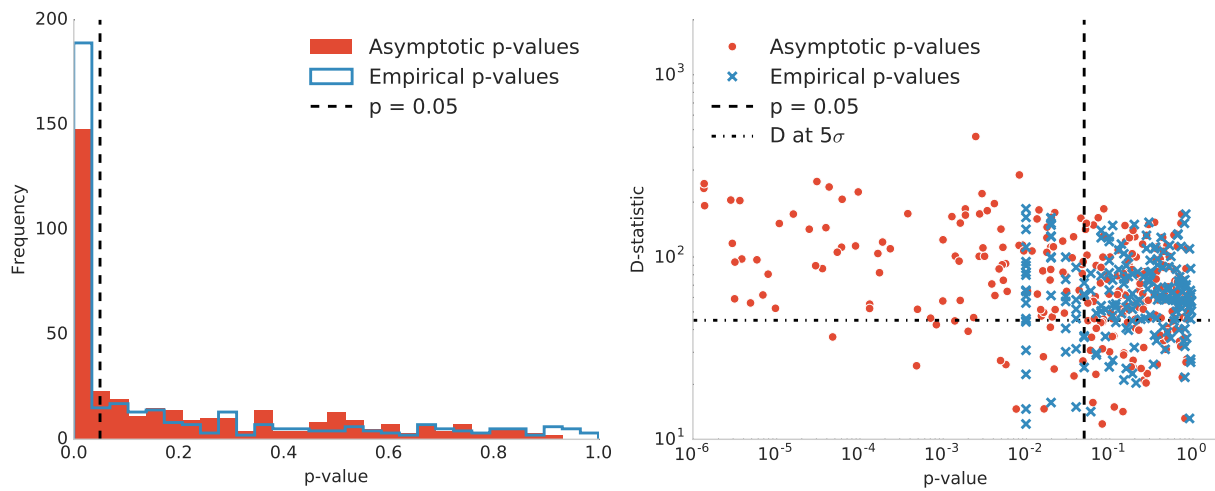 200
150
100
50
0
Frequency
0.0
0.2
0.4
0.6
0.8
1.0
p-value
Asymptotic p-values
Empirical p-values
p = 0.05
10³
10²
10¹
D-statistic
10⁻⁶
10⁻⁵
10⁻⁴
10⁻³
10⁻²
10⁻¹
10⁰
p-value
Asymptotic p-values
Empirical p-values
p = 0.05
D at 5σ